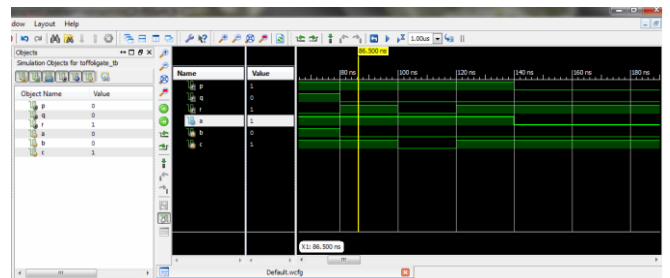 dow Layout Help
1.00us
Objects
Simulation Objects for toffoligate_tb
Object Name Value
p 0
q 0
r 1
a 0
b 0
c 1
86.500 ns
Name Value
80 ns 100 ns 120 ns 140 ns 160 ns 180 ns
p 1
q 0
r 1
a 1
b 0
c 1
X1: 86.500 ns
Default.wcfg